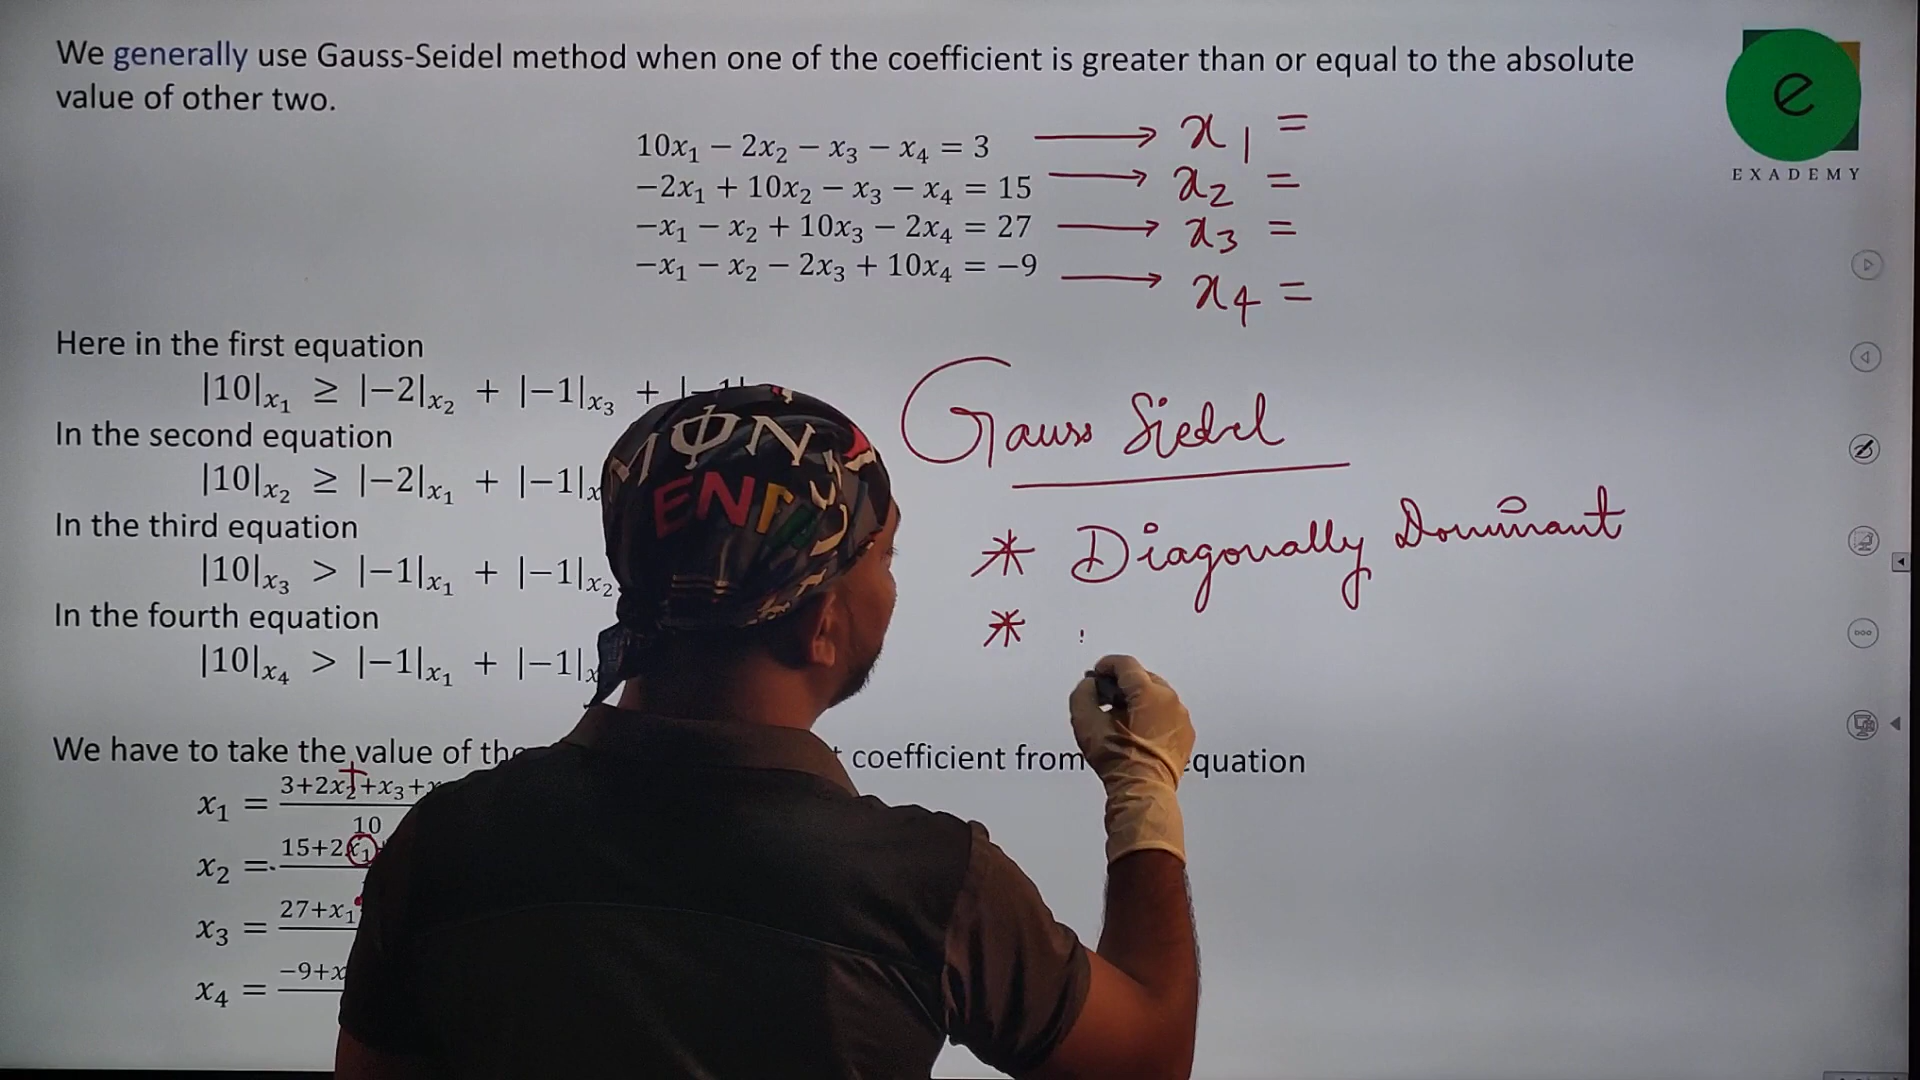 We generally use Gauss-Seidel method when one of the coefficient is greater than or equal to the absolute
value of other two.
e
EXADEMY
10x₁ − 2x₂ − x₃ − x₄ = 3 → x₁ =
−2x₁ + 10x₂ − x₃ − x₄ = 15 → x₂ =
−x₁ − x₂ + 10x₃ − 2x₄ = 27 → x₃ =
−x₁ − x₂ − 2x₃ + 10x₄ = −9 → x₄ =
Here in the first equation
|10|x₁ ≥ |−2|x₂ + |−1|x₃ +
In the second equation
|10|x₂ ≥ |−2|x₁ + |−1|
In the third equation
|10|x₃ > |−1|x₁ + |−1|x₂
In the fourth equation
|10|x₄ > |−1|x₁ + |−1|
Gauss Siedel
* Diagonally Dominant
*
We have to take the value of the coefficient from equation
x₁ = 3+2x₂+x₃+ / 10
x₂ = 15+2x₁
x₃ = 27+x₁
x₄ = −9+x
MΦN